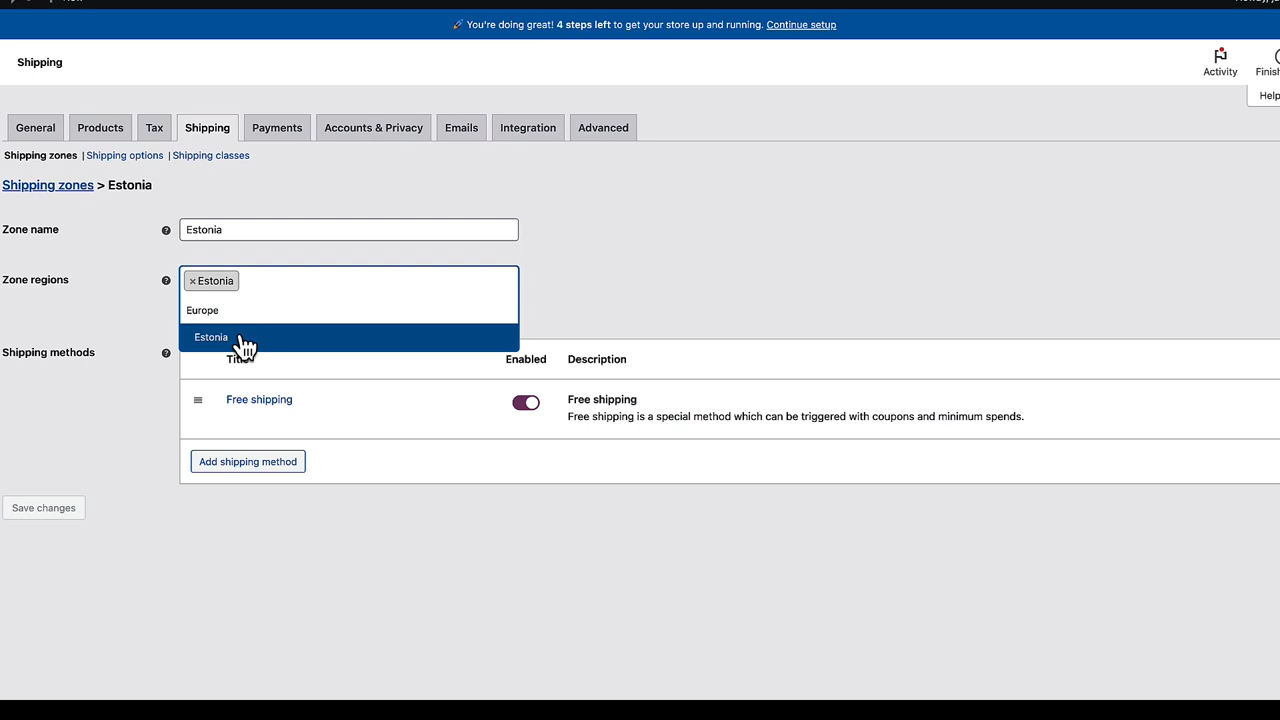 🚀 You're doing great! 4 steps left to get your store up and running. Continue setup
Shipping
Activity
Finish
Help
General Products Tax Shipping Payments Accounts & Privacy Emails Integration Advanced
Shipping zones | Shipping options | Shipping classes
Shipping zones > Estonia
Zone name
Estonia
Zone regions
× Estonia
Europe
Estonia
Shipping methods
Enabled Description
Free shipping
Free shipping
Free shipping is a special method which can be triggered with coupons and minimum spends.
Add shipping method
Save changes